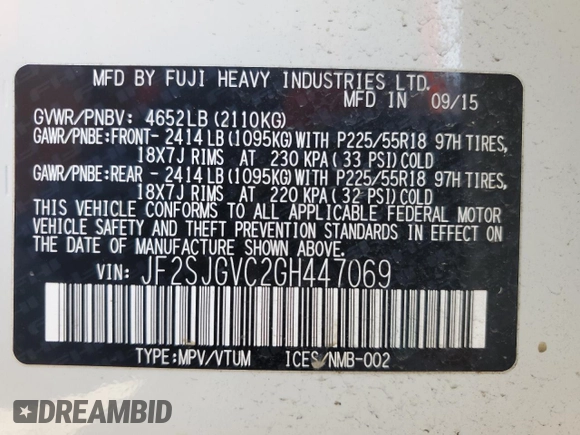 MFD BY FUJI HEAVY INDUSTRIES LTD.
MFD IN 09/15
GVWR/PNBV: 4652LB(2110KG)
GAWR/PNBE:FRONT- 2414LB(1095KG)WITH P225/55R18 97H TIRES,
18X7J RIMS AT 230 KPA(33 PSI)COLD
GAWR/PNBE:REAR - 2414LB(1095KG)WITH P225/55R18 97H TIRES,
18X7J RIMS AT 220 KPA(32 PSI)COLD
THIS VEHICLE CONFORMS TO ALL APPLICABLE FEDERAL MOTOR
VEHICLE SAFETY AND THEFT PREVENTION STANDARDS IN EFFECT
ON THE DATE OF MANUFACTURE SHOWN ABOVE.
VIN: JF2SJGVC2GH447069
TYPE:MPV/VTUM ICES/NMB-002
DREAMBID